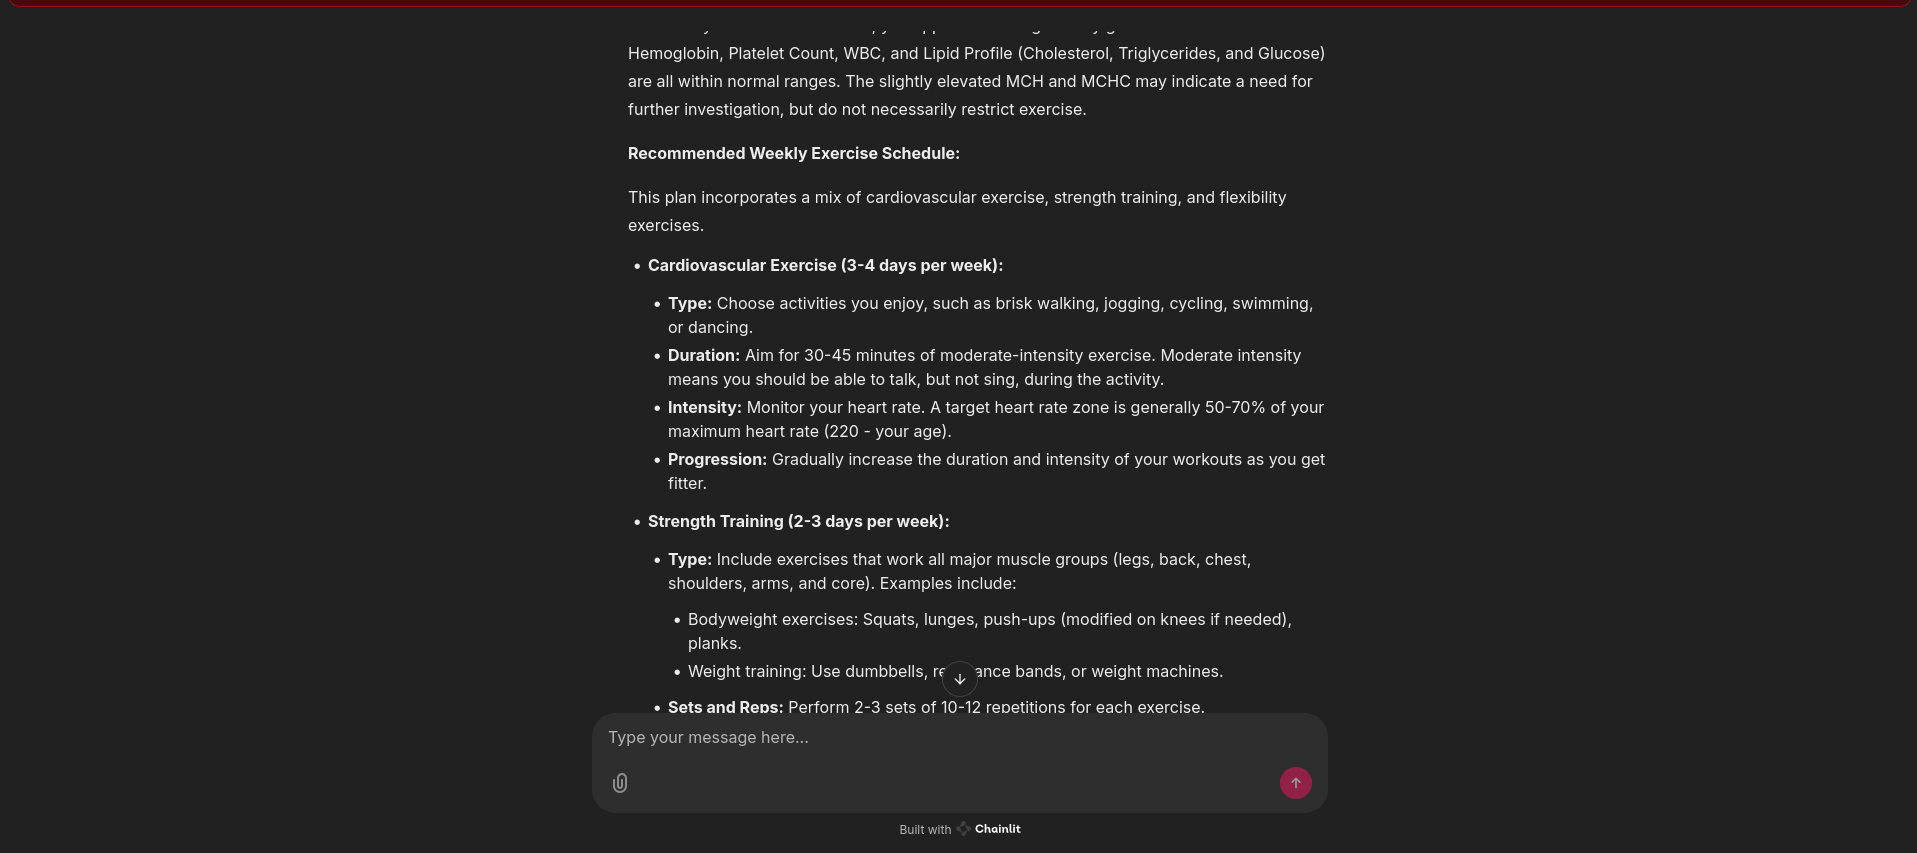 Hemoglobin, Platelet Count, WBC, and Lipid Profile (Cholesterol, Triglycerides, and Glucose)
are all within normal ranges. The slightly elevated MCH and MCHC may indicate a need for
further investigation, but do not necessarily restrict exercise.
Recommended Weekly Exercise Schedule:
This plan incorporates a mix of cardiovascular exercise, strength training, and flexibility
exercises.
• Cardiovascular Exercise (3-4 days per week):
• Type: Choose activities you enjoy, such as brisk walking, jogging, cycling, swimming,
or dancing.
• Duration: Aim for 30-45 minutes of moderate-intensity exercise. Moderate intensity
means you should be able to talk, but not sing, during the activity.
• Intensity: Monitor your heart rate. A target heart rate zone is generally 50-70% of your
maximum heart rate (220 - your age).
• Progression: Gradually increase the duration and intensity of your workouts as you get
fitter.
• Strength Training (2-3 days per week):
• Type: Include exercises that work all major muscle groups (legs, back, chest,
shoulders, arms, and core). Examples include:
• Bodyweight exercises: Squats, lunges, push-ups (modified on knees if needed),
planks.
• Weight training: Use dumbbells, bands, or weight machines.
• Sets and Reps: Perform 2-3 sets of 10-12 repetitions for each exercise.
Type your message here...
Built with Chainlit